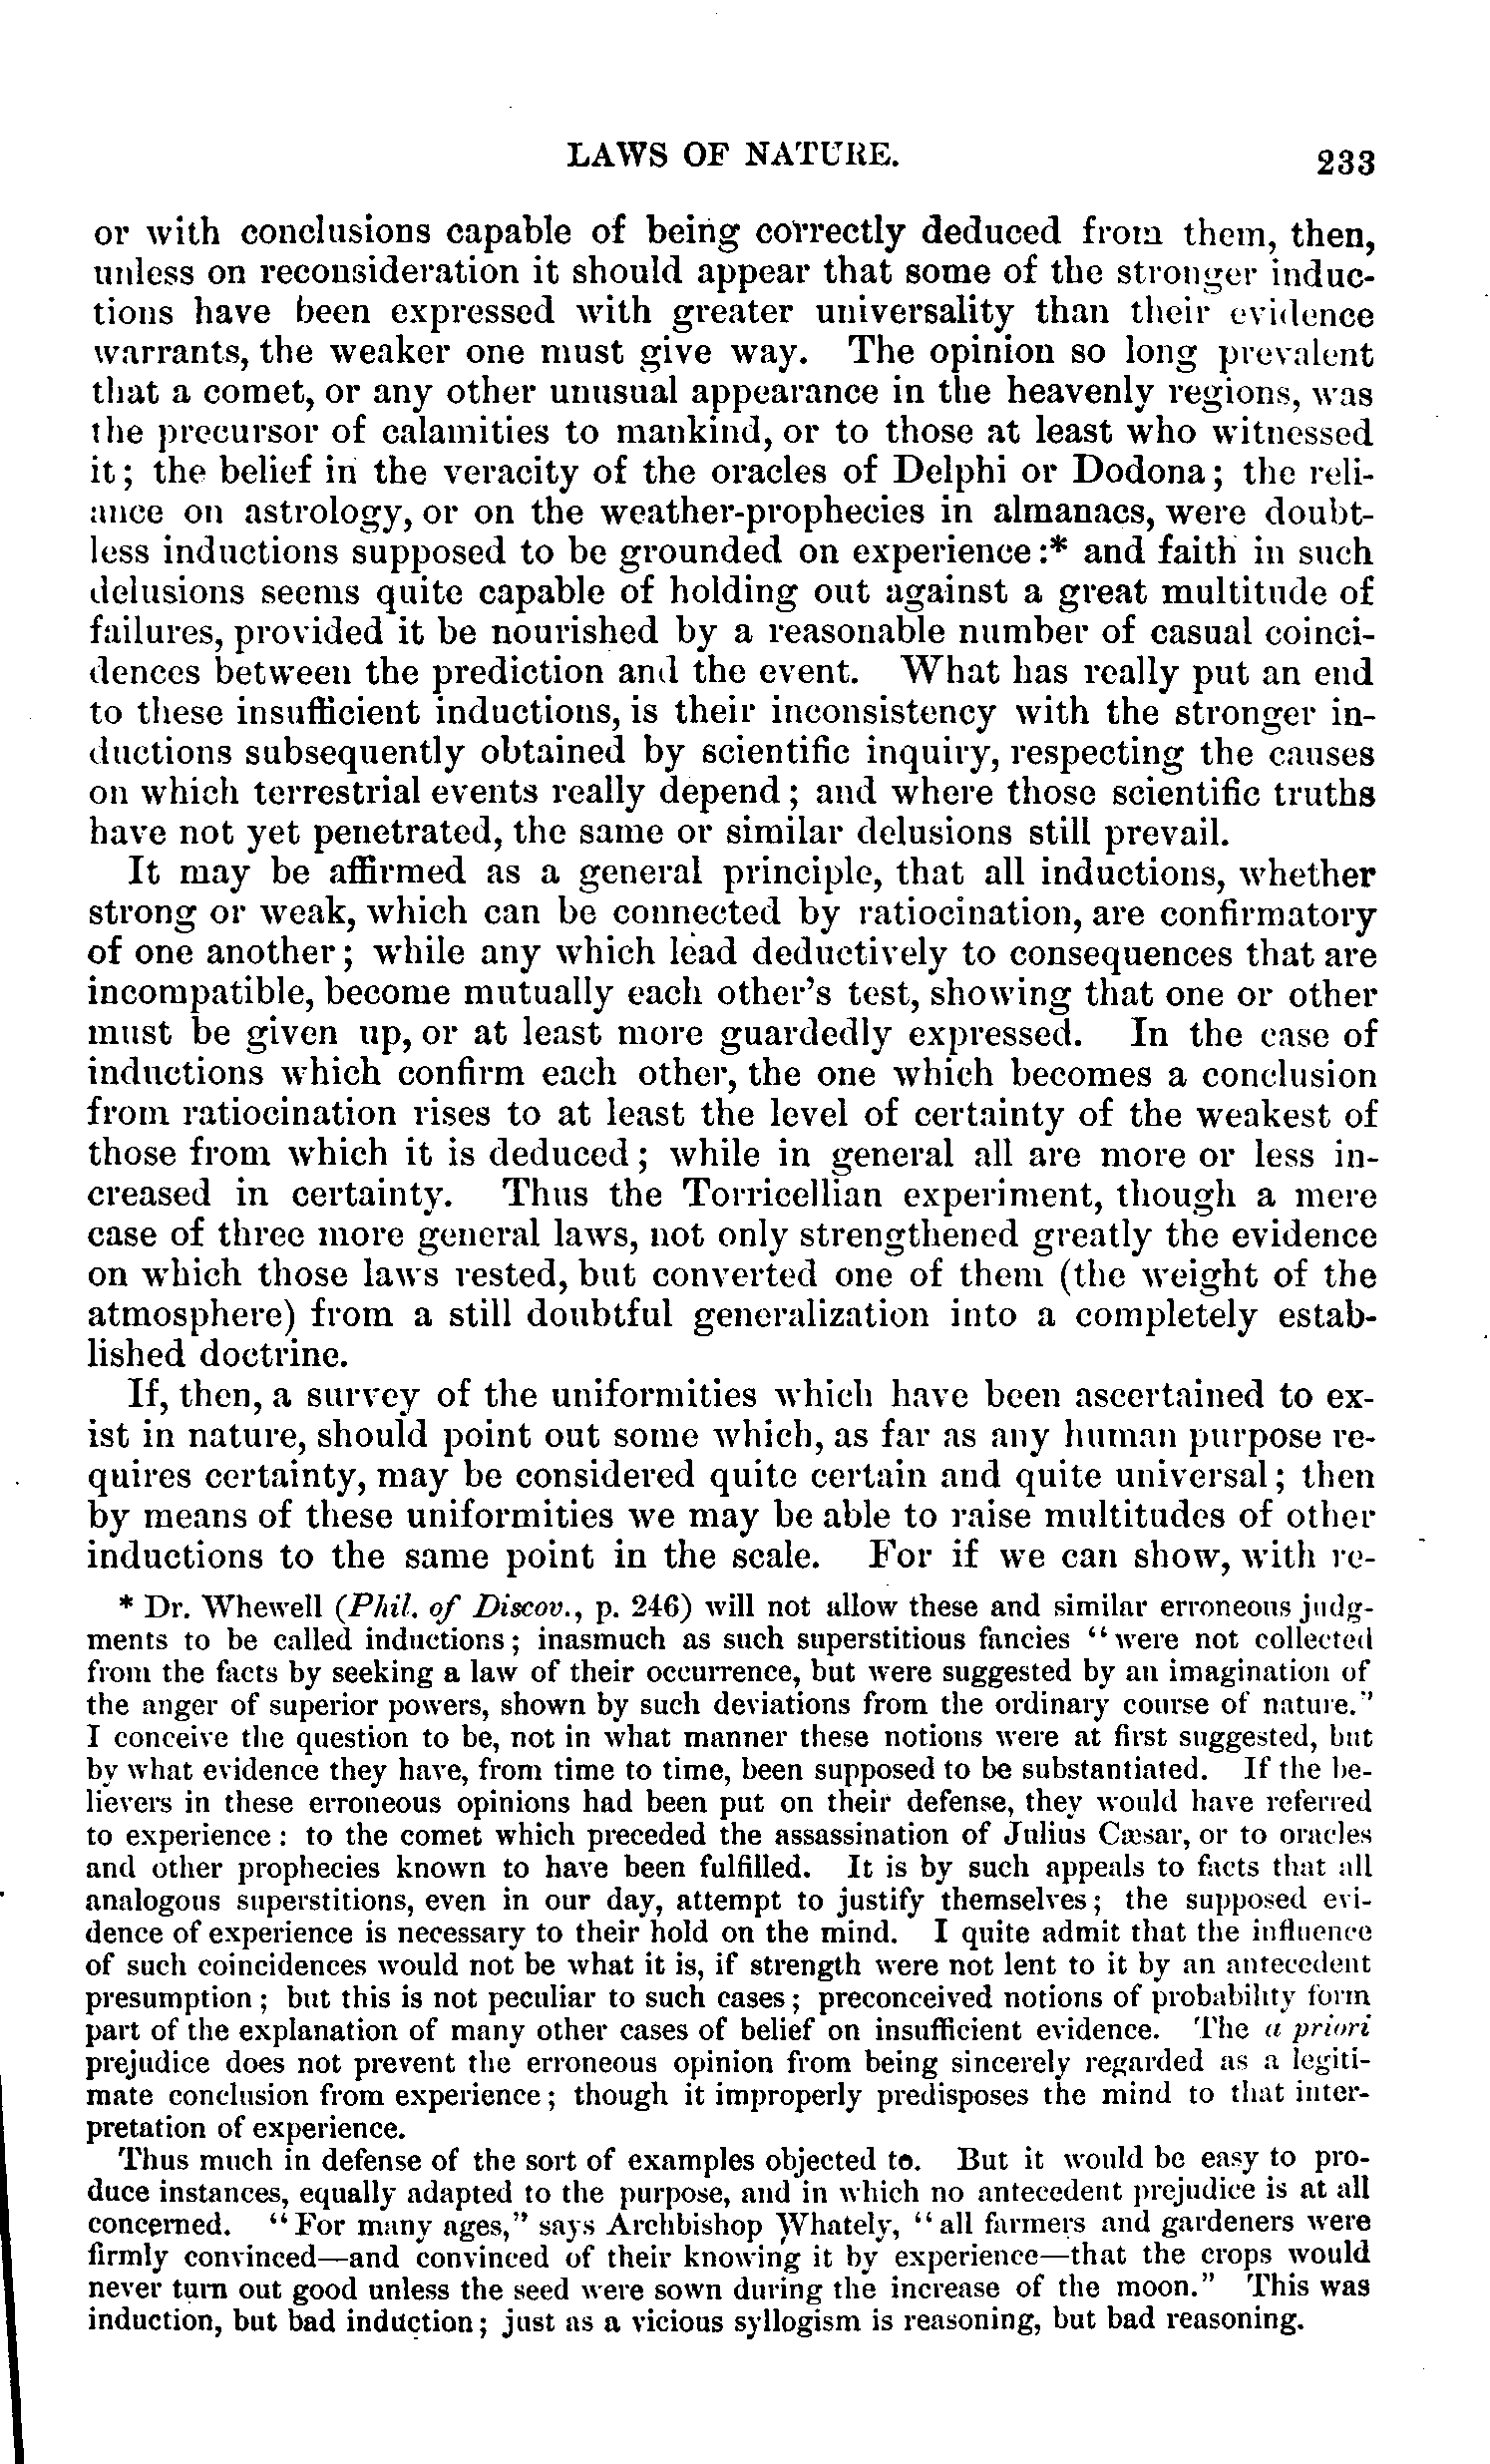 LAWS OF NATURE. 233
or with conclusions capable of being correctly deduced from them, then,
unless on reconsideration it should appear that some of the stronger induc-
tions have been expressed with greater universality than their evidence
warrants, the weaker one must give way. The opinion so long prevalent
that a comet, or any other unusual appearance in the heavenly regions, was
the precursor of calamities to mankind, or to those at least who witnessed
it; the belief in the veracity of the oracles of Delphi or Dodona; the reli-
ance on astrology, or on the weather-prophecies in almanacs, were doubt-
less inductions supposed to be grounded on experience:* and faith in such
delusions seems quite capable of holding out against a great multitude of
failures, provided it be nourished by a reasonable number of casual coinci-
dences between the prediction and the event. What has really put an end
to these insufficient inductions, is their inconsistency with the stronger in-
ductions subsequently obtained by scientific inquiry, respecting the causes
on which terrestrial events really depend; and where those scientific truths
have not yet penetrated, the same or similar delusions still prevail.
It may be affirmed as a general principle, that all inductions, whether
strong or weak, which can be connected by ratiocination, are confirmatory
of one another; while any which lead deductively to consequences that are
incompatible, become mutually each other's test, showing that one or other
must be given up, or at least more guardedly expressed. In the case of
inductions which confirm each other, the one which becomes a conclusion
from ratiocination rises to at least the level of certainty of the weakest of
those from which it is deduced; while in general all are more or less in-
creased in certainty. Thus the Torricellian experiment, though a mere
case of three more general laws, not only strengthened greatly the evidence
on which those laws rested, but converted one of them (the weight of the
atmosphere) from a still doubtful generalization into a completely estab-
lished doctrine.
If, then, a survey of the uniformities which have been ascertained to ex-
ist in nature, should point out some which, as far as any human purpose re-
quires certainty, may be considered quite certain and quite universal; then
by means of these uniformities we may be able to raise multitudes of other
inductions to the same point in the scale. For if we can show, with re-
* Dr. Whewell (Phil. of Discov., p. 246) will not allow these and similar erroneous judg-
ments to be called inductions; inasmuch as such superstitious fancies "were not collected
from the facts by seeking a law of their occurrence, but were suggested by an imagination of
the anger of superior powers, shown by such deviations from the ordinary course of nature."
I conceive the question to be, not in what manner these notions were at first suggested, but
by what evidence they have, from time to time, been supposed to be substantiated. If the be-
lievers in these erroneous opinions had been put on their defense, they would have referred
to experience: to the comet which preceded the assassination of Julius Cæsar, or to oracles
and other prophecies known to have been fulfilled. It is by such appeals to facts that all
analogous superstitions, even in our day, attempt to justify themselves; the supposed evi-
dence of experience is necessary to their hold on the mind. I quite admit that the influence
of such coincidences would not be what it is, if strength were not lent to it by an antecedent
presumption; but this is not peculiar to such cases; preconceived notions of probability form
part of the explanation of many other cases of belief on insufficient evidence. The a priori
prejudice does not prevent the erroneous opinion from being sincerely regarded as a legiti-
mate conclusion from experience; though it improperly predisposes the mind to that inter-
pretation of experience.
Thus much in defense of the sort of examples objected to. But it would be easy to pro-
duce instances, equally adapted to the purpose, and in which no antecedent prejudice is at all
concerned. "For many ages," says Archbishop Whately, "all farmers and gardeners were
firmly convinced—and convinced of their knowing it by experience—that the crops would
never turn out good unless the seed were sown during the increase of the moon." This was
induction, but bad induction; just as a vicious syllogism is reasoning, but bad reasoning.